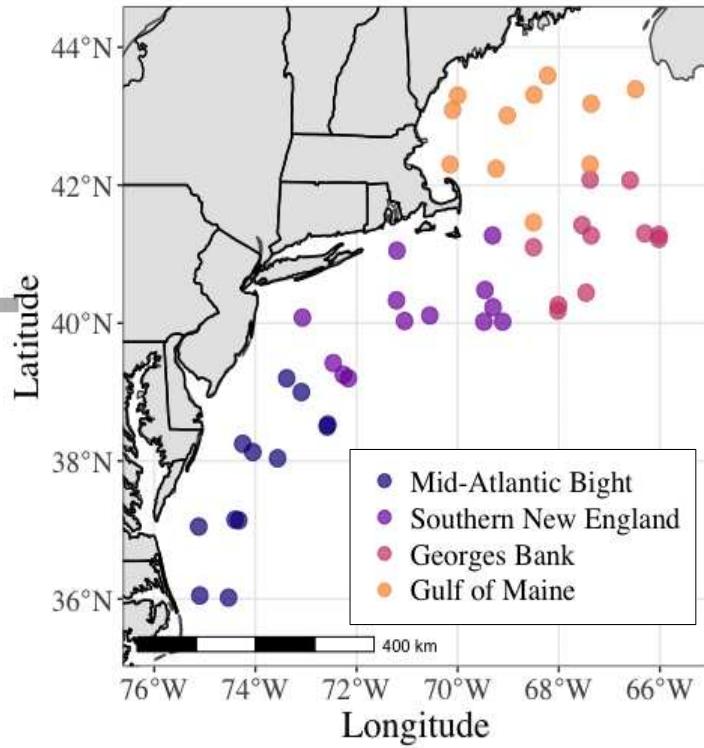 44°N
42°N
40°N
38°N
36°N
Latitude
Mid-Atlantic Bight
Southern New England
Georges Bank
Gulf of Maine
400 km
76°W 74°W 72°W 70°W 68°W 66°W
Longitude